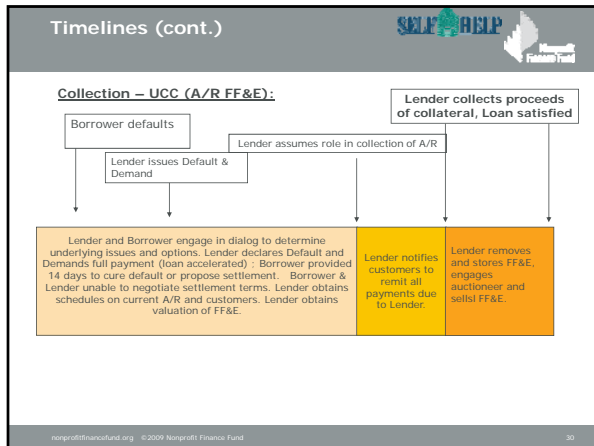 Timelines (cont.)
SELF HELP
Nonprofit
Finance Fund
Collection – UCC (A/R FF&E):
Lender collects proceeds
of collateral, Loan satisfied
Borrower defaults
Lender assumes role in collection of A/R
Lender issues Default &
Demand
Lender and Borrower engage in dialog to determine
underlying issues and options. Lender declares Default and
Demands full payment (loan accelerated) ; Borrower provided
14 days to cure default or propose settlement. Borrower &
Lender unable to negotiate settlement terms. Lender obtains
schedules on current A/R and customers. Lender obtains
valuation of FF&E.
Lender notifies
customers to
remit all
payments due
to Lender.
Lender removes
and stores FF&E,
engages
auctioneer and
sellsl FF&E.
nonprofitfinancefund.org ©2009 Nonprofit Finance Fund
30